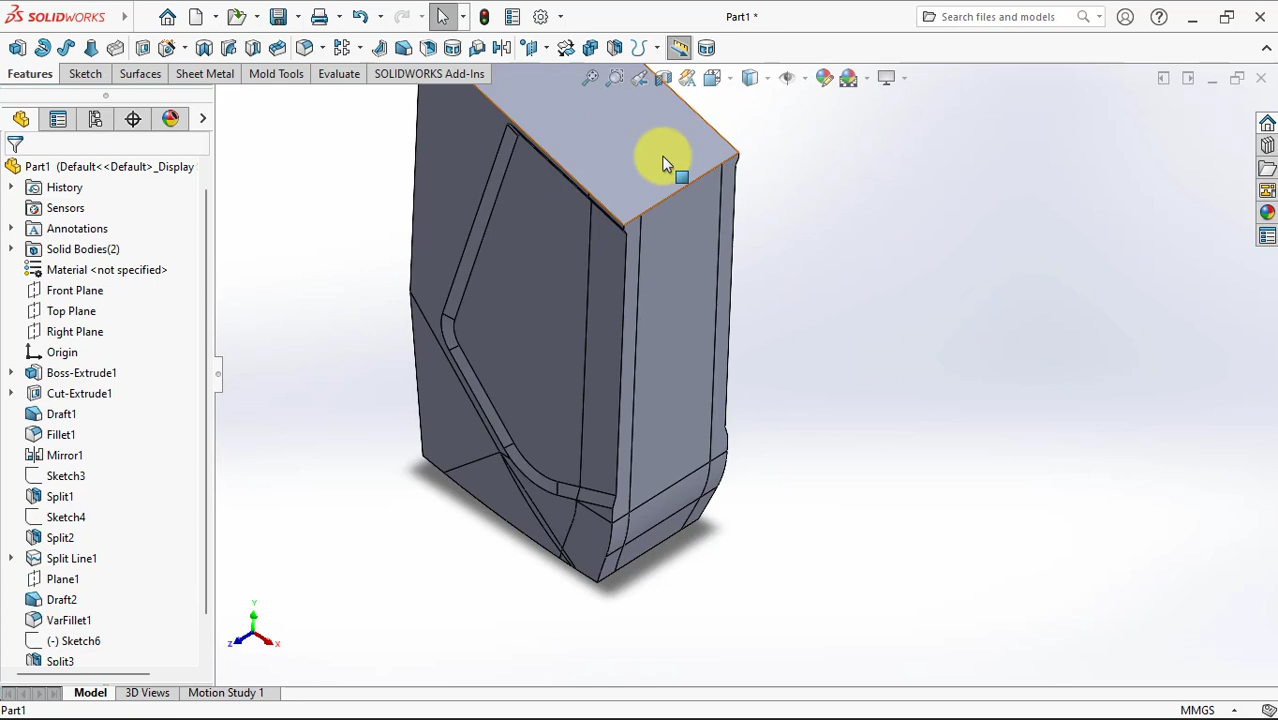 SOLIDWORKS
Part1 *
Search files and models
Features
Sketch
Surfaces
Sheet Metal
Mold Tools
Evaluate
SOLIDWORKS Add-Ins
Part1 (Default<<Default>_Display
History
Sensors
Annotations
Solid Bodies(2)
Material <not specified>
Front Plane
Top Plane
Right Plane
Origin
Boss-Extrude1
Cut-Extrude1
Draft1
Fillet1
Mirror1
Sketch3
Split1
Sketch4
Split2
Split Line1
Plane1
Draft2
VarFillet1
(-) Sketch6
Split3
Y
Z
X
Model
3D Views
Motion Study 1
Part1
MMGS